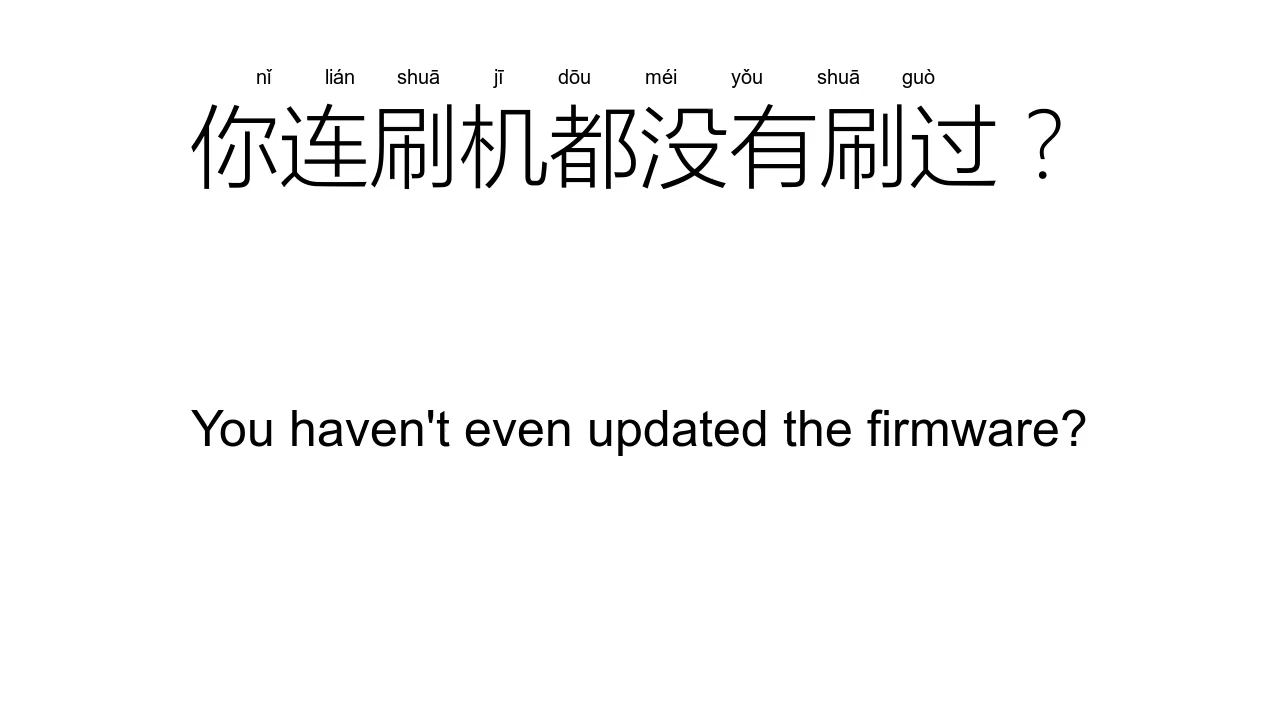 nǐ lián shuā jī dōu méi yǒu shuā guò
你连刷机都没有刷过？
You haven't even updated the firmware?